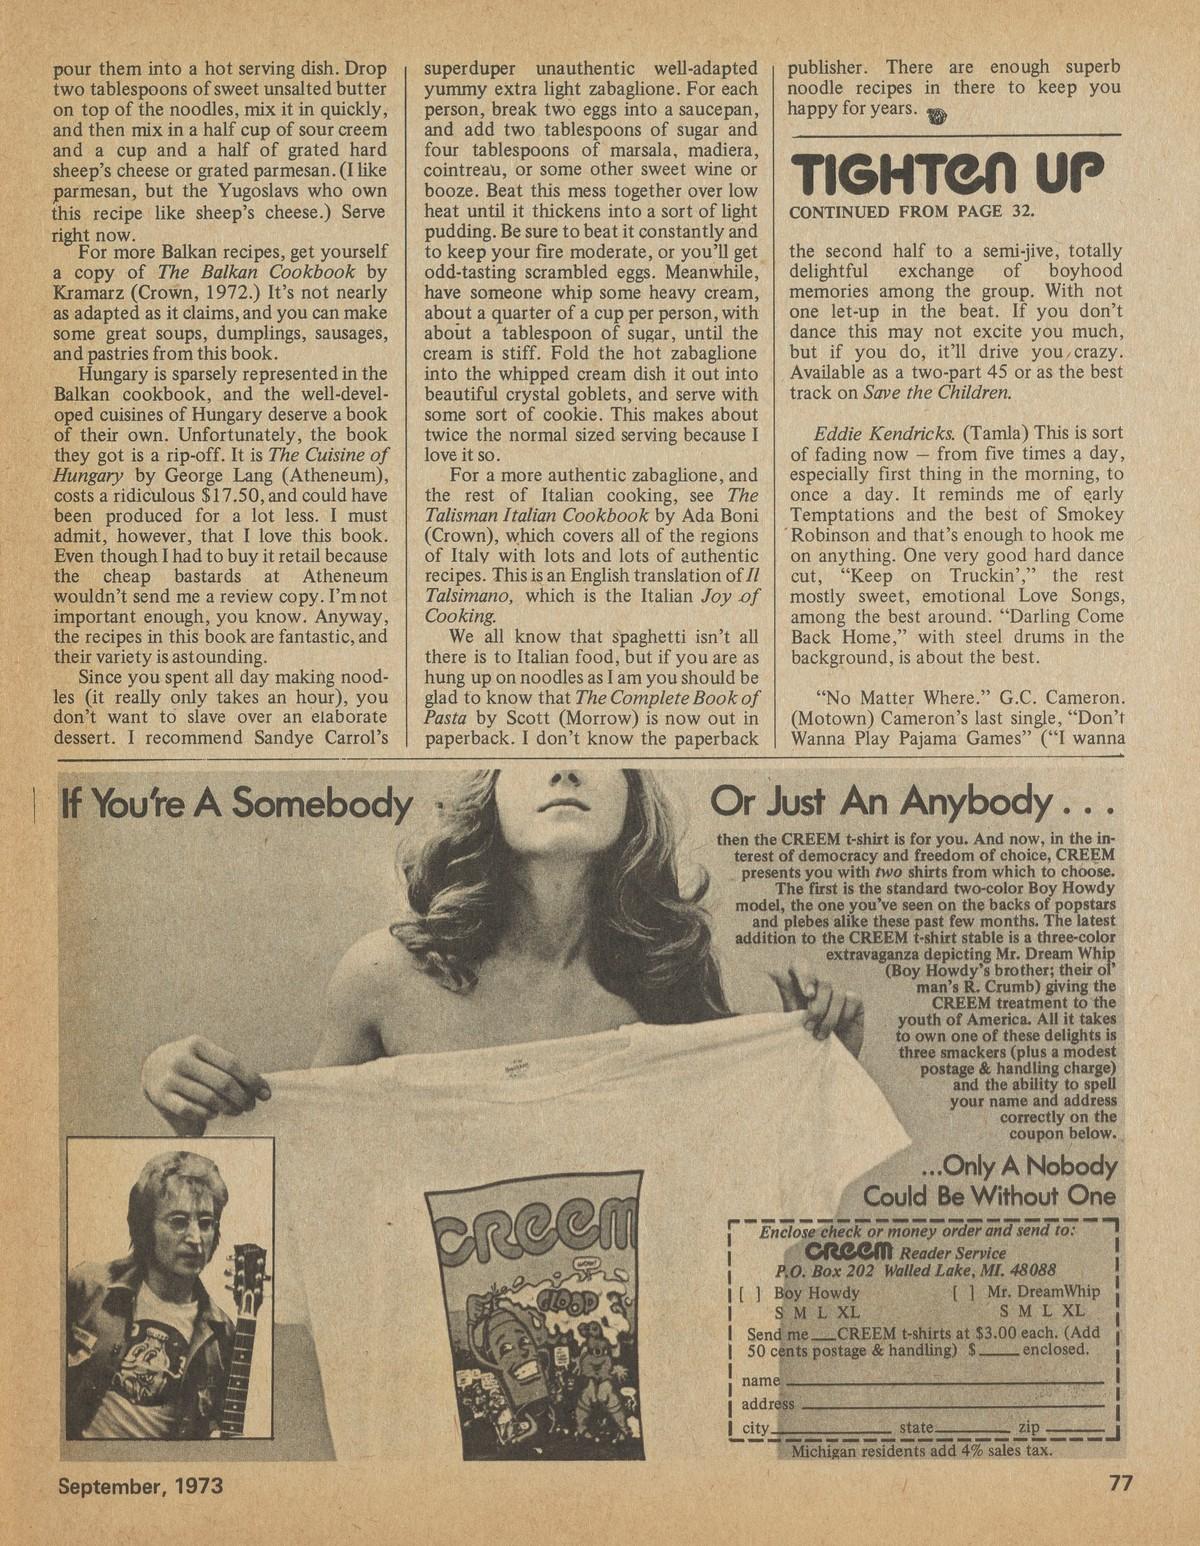 pour them into a hot serving dish. Drop
two tablespoons of sweet unsalted butter
on top of the noodles, mix it in quickly,
and then mix in a half cup of sour creem
and a cup and a half of grated hard
sheep's cheese or grated parmesan. (I like
parmesan, but the Yugoslavs who own
this recipe like sheep's cheese.) Serve
right now.
For more Balkan recipes, get yourself
a copy of The Balkan Cookbook by
Kramarz (Crown, 1972.) It's not nearly
as adapted as it claims, and you can make
some great soups, dumplings, sausages,
and pastries from this book.
Hungary is sparsely represented in the
Balkan cookbook, and the well-devel-
oped cuisines of Hungary deserve a book
of their own. Unfortunately, the book
they got is a rip-off. It is The Cuisine of
Hungary by George Lang (Atheneum),
costs a ridiculous $17.50, and could have
been produced for a lot less. I must
admit, however, that I love this book.
Even though I had to buy it retail because
the cheap bastards at Atheneum
wouldn't send me a review copy. I'm not
important enough, you know. Anyway,
the recipes in this book are fantastic, and
their variety is astounding.
Since you spent all day making nood-
les (it really only takes an hour), you
don't want to slave over an elaborate
dessert. I recommend Sandye Carrol's
superduper unauthentic well-adapted
yummy extra light zabaglione. For each
person, break two eggs into a saucepan,
and add two tablespoons of sugar and
four tablespoons of marsala, madiera,
cointreau, or some other sweet wine or
booze. Beat this mess together over low
heat until it thickens into a sort of light
pudding. Be sure to beat it constantly and
to keep your fire moderate, or you'll get
odd-tasting scrambled eggs. Meanwhile,
have someone whip some heavy cream,
about a quarter of a cup per person, with
about a tablespoon of sugar, until the
cream is stiff. Fold the hot zabaglione
into the whipped cream dish it out into
beautiful crystal goblets, and serve with
some sort of cookie. This makes about
twice the normal sized serving because I
love it so.
For a more authentic zabaglione, and
the rest of Italian cooking, see The
Talisman Italian Cookbook by Ada Boni
(Crown), which covers all of the regions
of Italy with lots and lots of authentic
recipes. This is an English translation of Il
Talsimano, which is the Italian Joy of
Cooking.
We all know that spaghetti isn't all
there is to Italian food, but if you are as
hung up on noodles as I am you should be
glad to know that The Complete Book of
Pasta by Scott (Morrow) is now out in
paperback. I don't know the paperback
publisher. There are enough superb
noodle recipes in there to keep you
happy for years.
TIGHTEN UP
CONTINUED FROM PAGE 32.
the second half to a semi-jive, totally
delightful exchange of boyhood
memories among the group. With not
one let-up in the beat. If you don't
dance this may not excite you much,
but if you do, it'll drive you crazy.
Available as a two-part 45 or as the best
track on Save the Children.
Eddie Kendricks. (Tamla) This is sort
of fading now — from five times a day,
especially first thing in the morning, to
once a day. It reminds me of early
Temptations and the best of Smokey
Robinson and that's enough to hook me
on anything. One very good hard dance
cut, “Keep on Truckin',” the rest
mostly sweet, emotional Love Songs,
among the best around. “Darling Come
Back Home,” with steel drums in the
background, is about the best.
“No Matter Where.” G.C. Cameron.
(Motown) Cameron's last single, “Don't
Wanna Play Pajama Games” (“I wanna
If You're A Somebody
Or Just An Anybody . . .
then the CREEM t-shirt is for you. And now, in the in-
terest of democracy and freedom of choice, CREEM
presents you with two shirts from which to choose.
The first is the standard two-color Boy Howdy
model, the one you've seen on the backs of popstars
and plebes alike these past few months. The latest
addition to the CREEM t-shirt stable is a three-color
extravaganza depicting Mr. Dream Whip
(Boy Howdy's brother; their ol'
man's R. Crumb) giving the
CREEM treatment to the
youth of America. All it takes
to own one of these delights is
three smackers (plus a modest
postage & handling charge)
and the ability to spell
your name and address
correctly on the
coupon below.
...Only A Nobody
Could Be Without One
CREEM
WOW!
GLOOP
Enclose check or money order and send to:
CREEM Reader Service
P.O. Box 202 Walled Lake, MI. 48088
[ ] Boy Howdy [ ] Mr. DreamWhip
S M L XL S M L XL
Send me ___ CREEM t-shirts at $3.00 each. (Add
50 cents postage & handling) $ ___ enclosed.
name
address
city state zip
Michigan residents add 4% sales tax.
September, 1973
77